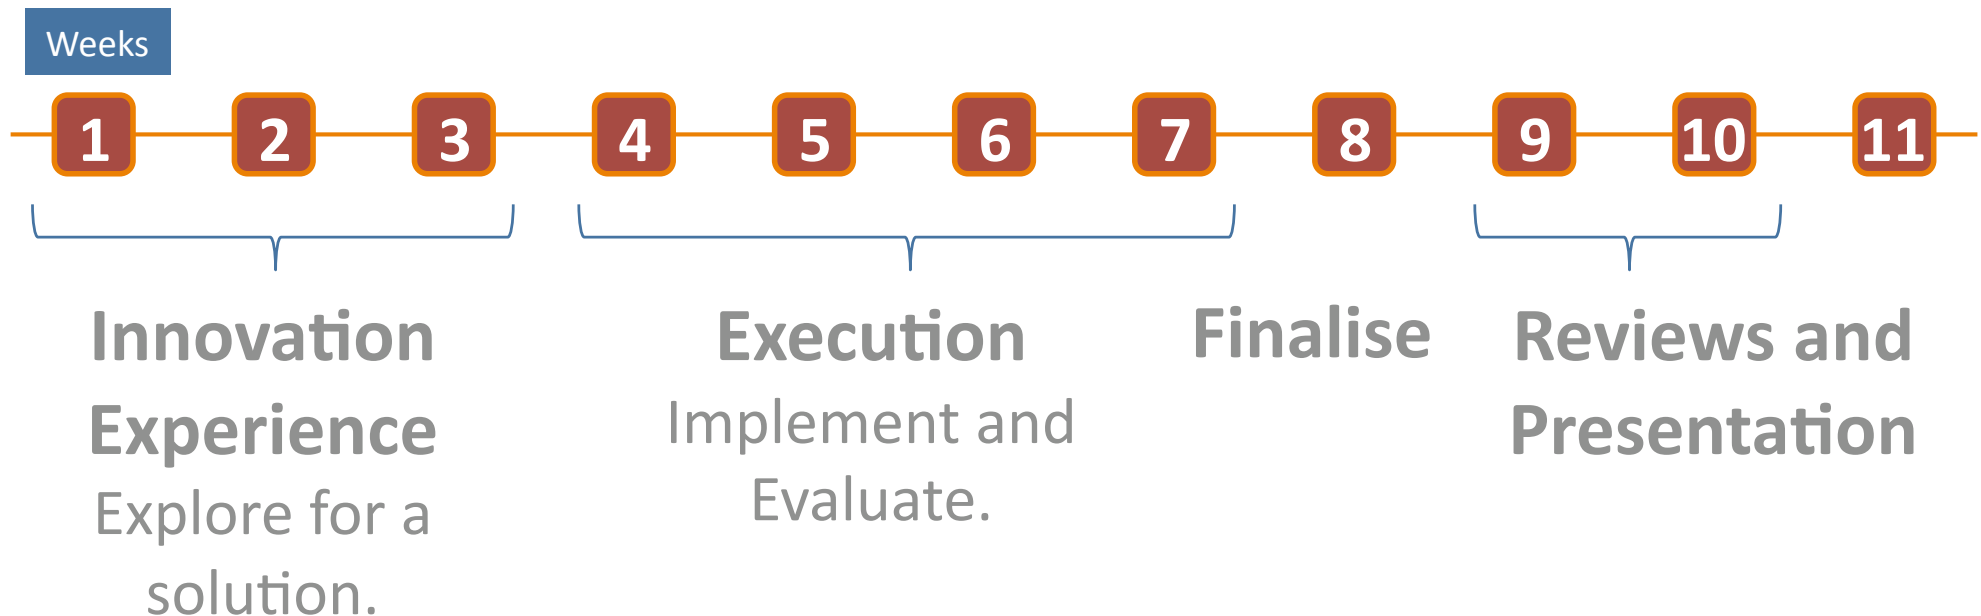 Weeks
1 2 3 4 5 6 7 8 9 10 11
Innovation
Experience
Explore for a
solution.
Execution
Implement and
Evaluate.
Finalise
Reviews and
Presentation